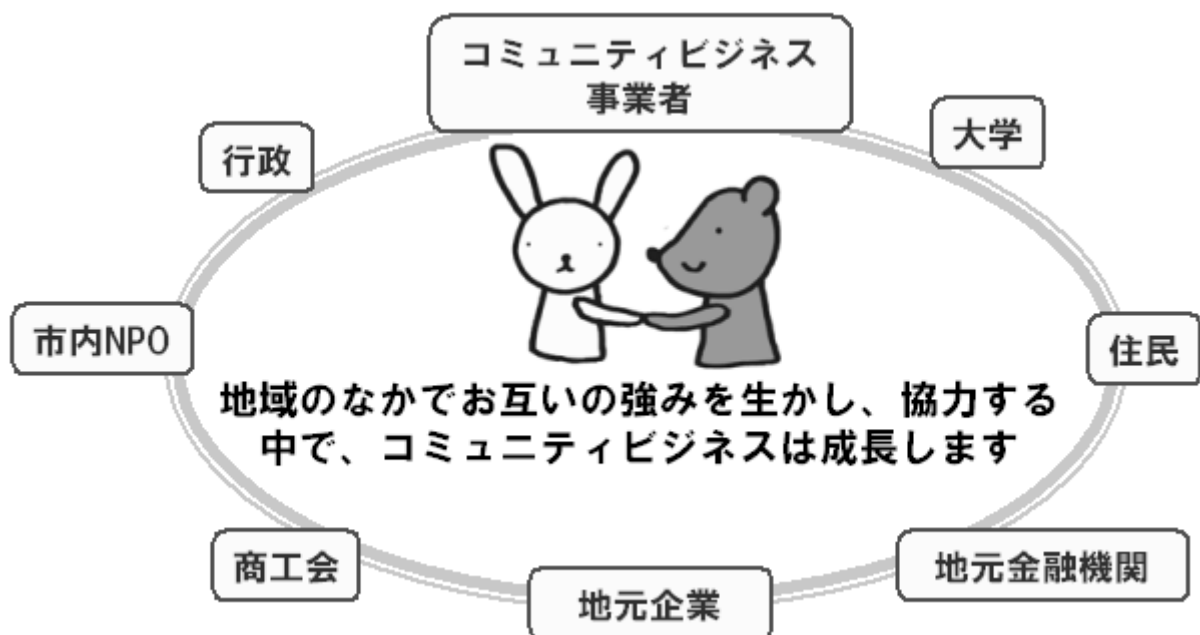 コミュニティビジネス
事業者
大学
行政
市内NPO
住民
地域のなかでお互いの強みを生かし、協力する
中で、コミュニティビジネスは成長します
商工会
地元企業
地元金融機関